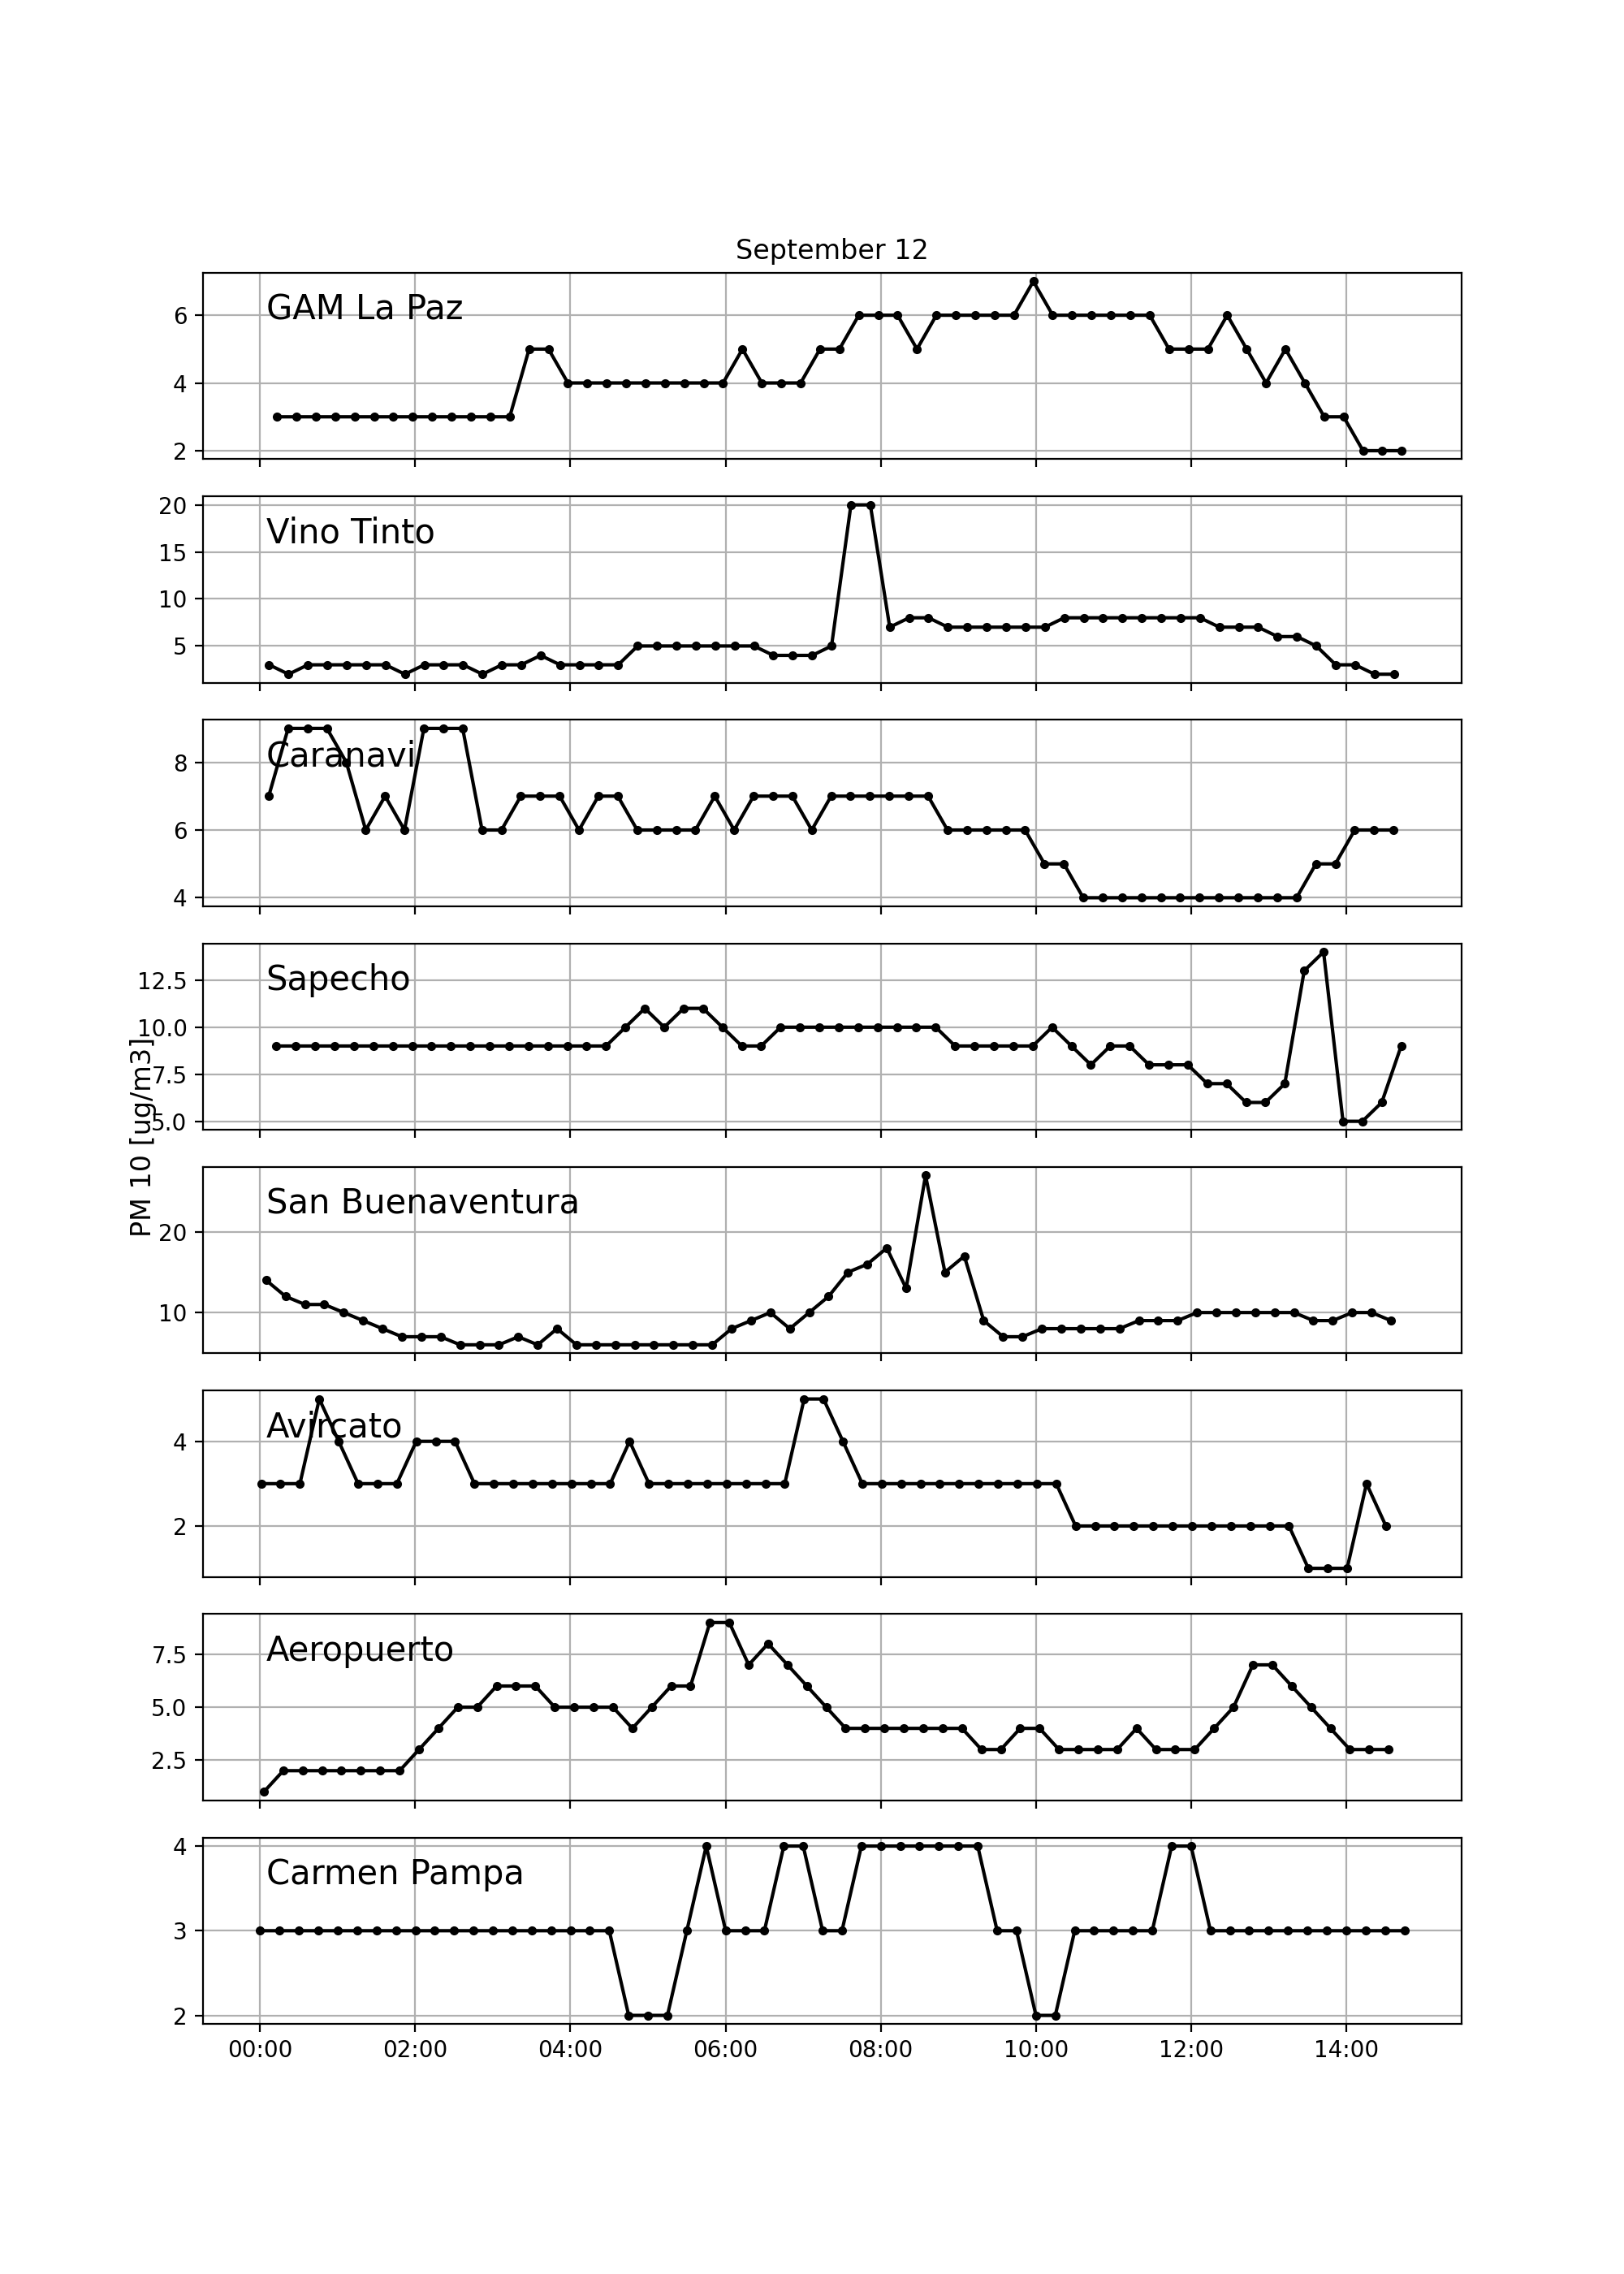 September 12
GAM La Paz
6
4
2
Vino Tinto
20
15
10
5
Caranavi
8
6
4
Sapecho
12.5
10.0
7.5
5.0
PM 10 [ug/m3]
San Buenaventura
20
10
Avircato
4
2
Aeropuerto
7.5
5.0
2.5
Carmen Pampa
4
3
2
00:00 02:00 04:00 06:00 08:00 10:00 12:00 14:00